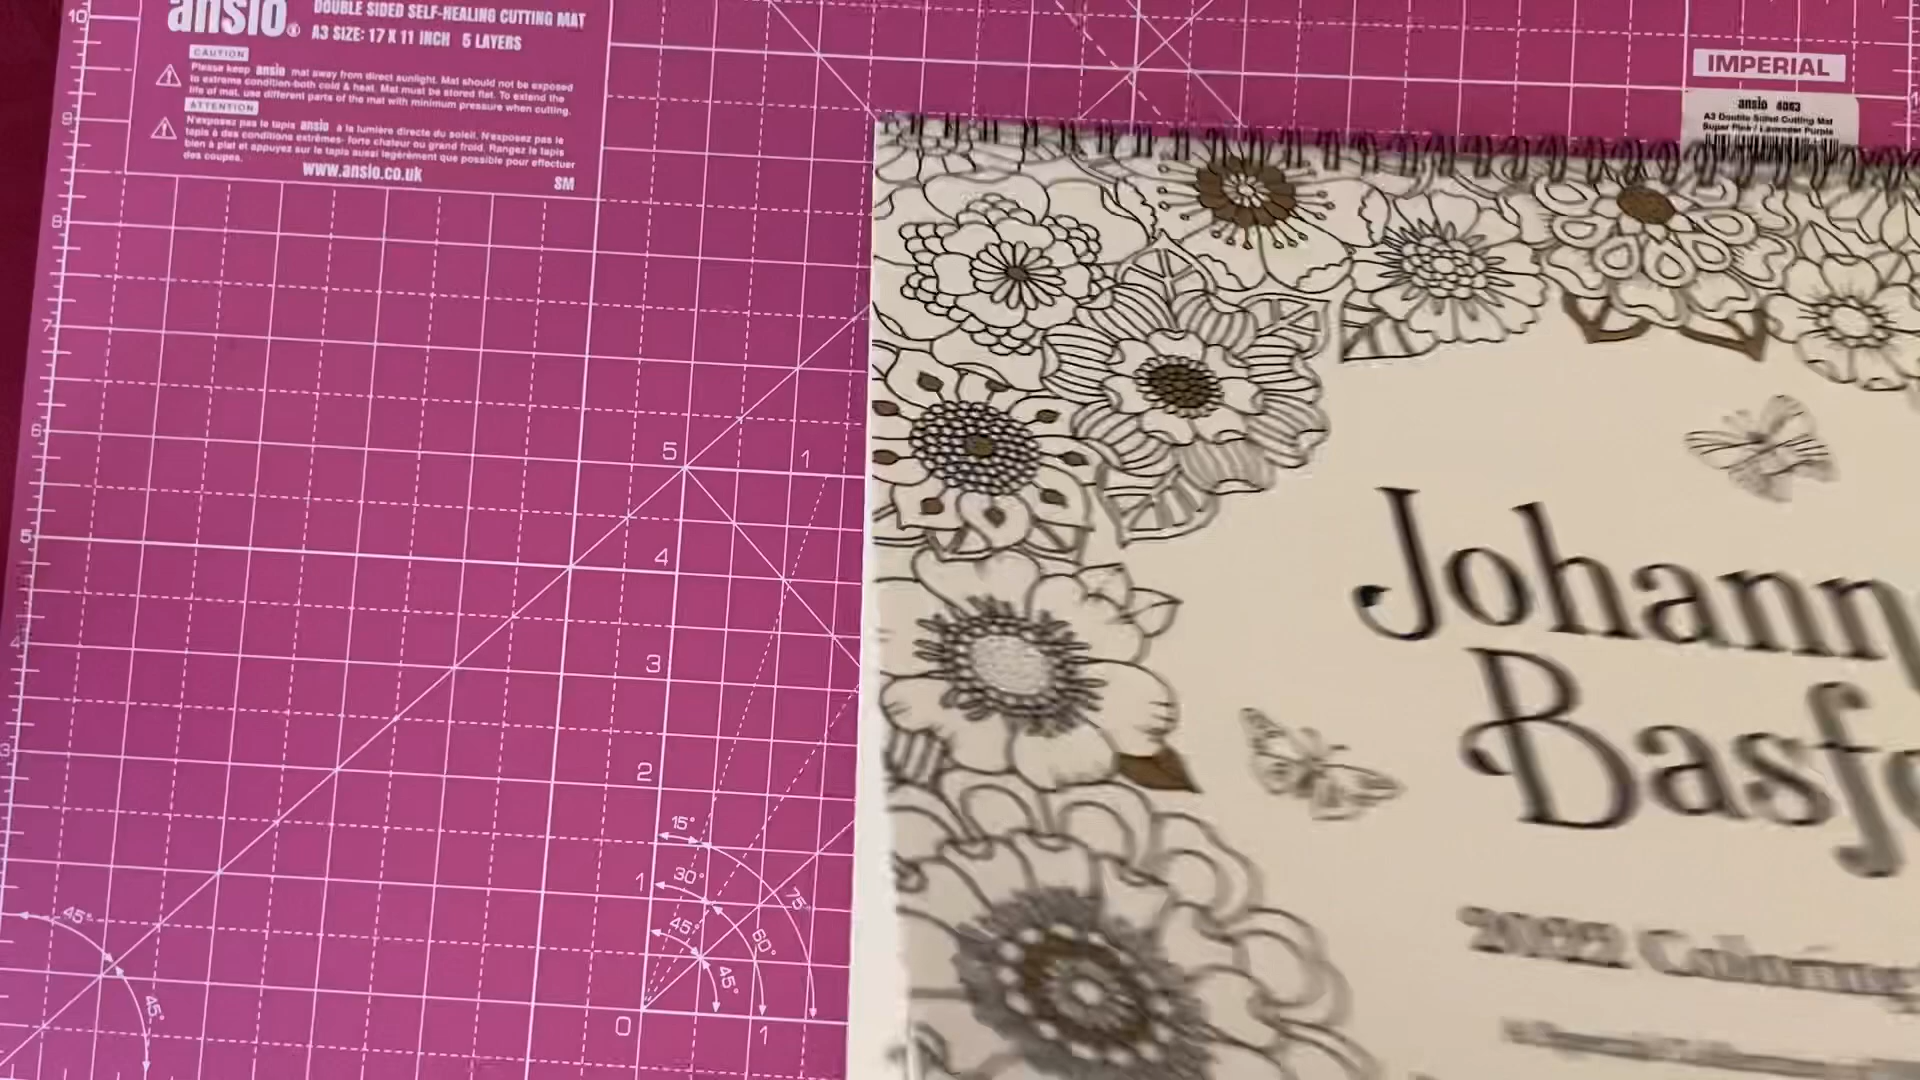 ansio®
DOUBLE SIDED SELF-HEALING CUTTING MAT
A3 SIZE: 17 X 11 INCH 5 LAYERS
CAUTION
Please keep ansio mat away from direct sunlight. Mat should not be exposed
to extreme condition-both cold & heat. Mat must be stored flat. To extend the
life of mat, use different parts of the mat with minimum pressure when cutting.
ATTENTION
N'exposez pas le tapis ansio à la lumière directe du soleil. N'exposez pas le
tapis à des conditions extrêmes- forte chaleur ou grand froid. Rangez le tapis
bien à plat et appuyez sur le tapis aussi légèrement que possible pour effectuer
des coupes.
www.ansio.co.uk
SM
IMPERIAL
ansio 4063
A3 Double Sided Cutting Mat
Super Pink / Lavender Purple
10
9
8
7
6
5
4
3
5
1
4
3
2
1
0
1
15°
30°
45°
75°
60°
45°
45°
45°
Johann
Basfo
2022 Coloring